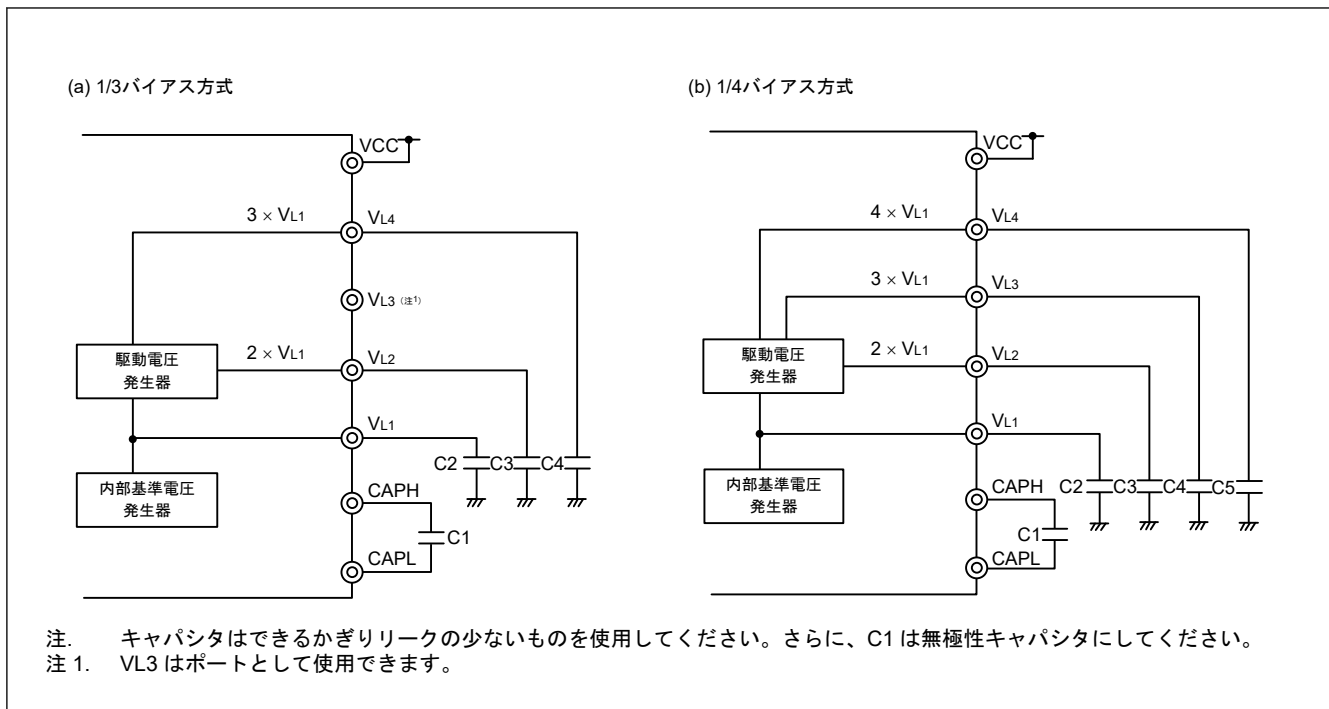 (a) 1/3バイアス方式
VCC
3 × VL1
VL4
VL3 (注1)
駆動電圧
発生器
2 × VL1
VL2
VL1
C2
C3
C4
内部基準電圧
発生器
CAPH
C1
CAPL
(b) 1/4バイアス方式
VCC
4 × VL1
VL4
3 × VL1
VL3
駆動電圧
発生器
2 × VL1
VL2
VL1
内部基準電圧
発生器
CAPH
C2
C3
C4
C5
C1
CAPL
注. キャパシタはできるかぎりリークの少ないものを使用してください。さらに、C1 は無極性キャパシタにしてください。
注 1. VL3 はポートとして使用できます。